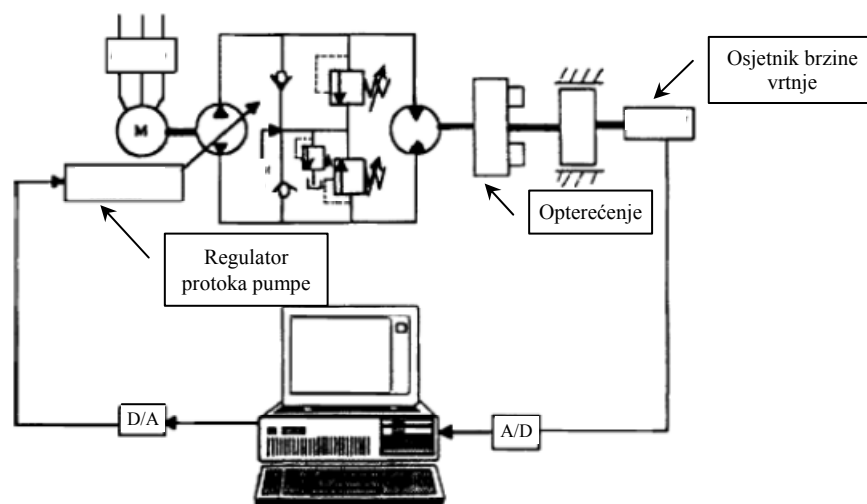 Osjetnik brzine
vrtnje
M
Opterećenje
Regulator
protoka pumpe
D/A
A/D